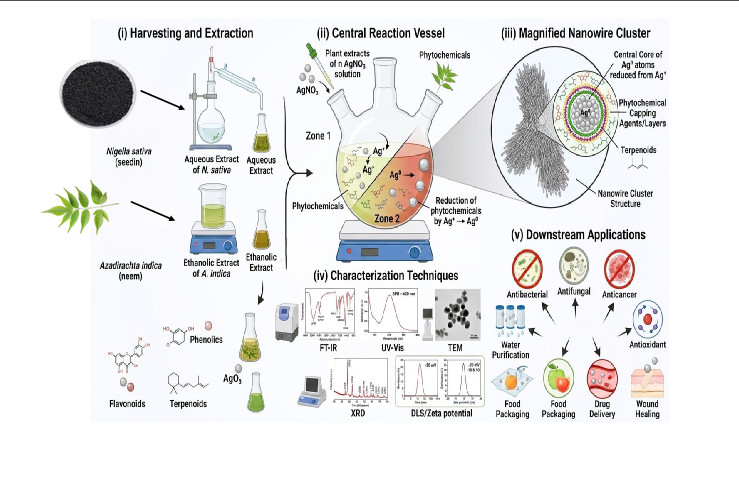 (i) Harvesting and Extraction
Nigella sativa
(seedin)
Aqueous Extract
of N. sativa
Aqueous
Extract
Azadirachta indica
(neem)
Ethanolic Extract
of A. indica
Ethanolic
Extract
Phenolics
AgO₃
Flavonoids
Terpenoids
(ii) Central Reaction Vessel
Plant extracts
of n AgNO₃
solution
Phytochemicals
AgNO₃
Zone 1
Ag⁺
Ag⁺
Ag⁰
Phytochemicals
Zone 2
Reduction of
phytochemicals
by Ag⁺ → Ag⁰
(iii) Magnified Nanowire Cluster
Central Core of
Ag⁰ atoms
reduced from Ag⁺
Ag⁰
Phytochemical
Capping
Agents/Layers
Terpenoids
Nanowire Cluster
Structure
(iv) Characterization Techniques
FT-IR
UV-Vis
TEM
XRD
DLS/Zeta potential
(v) Downstream Applications
Antibacterial
Antifungal
Anticancer
Water
Purification
Antioxidant
Food
Packaging
Food
Packaging
Drug
Delivery
Wound
Healing